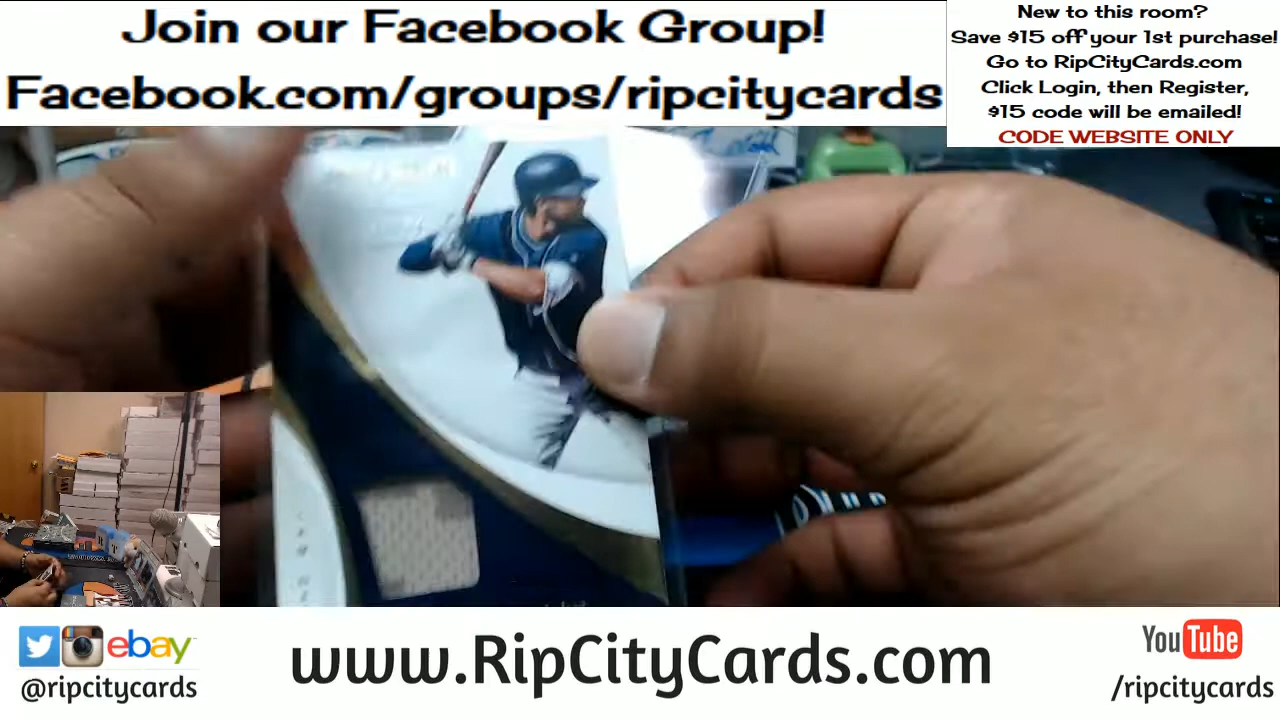 Join our Facebook Group!
Facebook.com/groups/ripcitycards
New to this room?
Save $15 off your 1st purchase!
Go to RipCityCards.com
Click Login, then Register,
$15 code will be emailed!
CODE WEBSITE ONLY
ebay
@ripcitycards
www.RipCityCards.com
YouTube
/ripcitycards